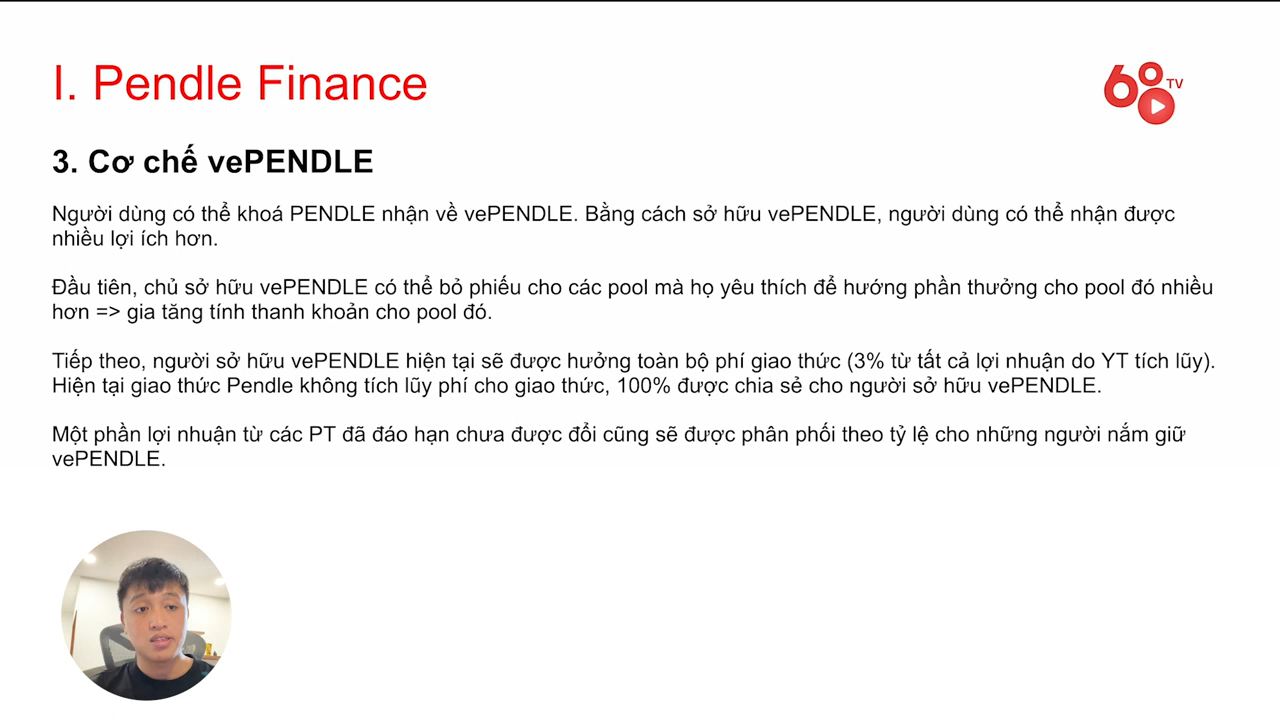 I. Pendle Finance
68 TV
3. Cơ chế vePENDLE
Người dùng có thể khoá PENDLE nhận về vePENDLE. Bằng cách sở hữu vePENDLE, người dùng có thể nhận được
nhiều lợi ích hơn.
Đầu tiên, chủ sở hữu vePENDLE có thể bỏ phiếu cho các pool mà họ yêu thích để hướng phần thưởng cho pool đó nhiều
hơn => gia tăng tính thanh khoản cho pool đó.
Tiếp theo, người sở hữu vePENDLE hiện tại sẽ được hưởng toàn bộ phí giao thức (3% từ tất cả lợi nhuận do YT tích lũy).
Hiện tại giao thức Pendle không tích lũy phí cho giao thức, 100% được chia sẻ cho người sở hữu vePENDLE.
Một phần lợi nhuận từ các PT đã đáo hạn chưa được đổi cũng sẽ được phân phối theo tỷ lệ cho những người nắm giữ
vePENDLE.